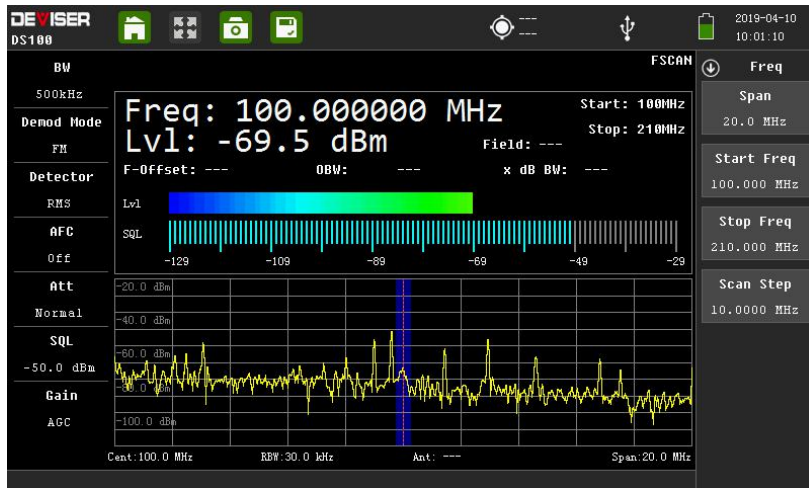 DEVISER
DS100
---
---
2019-04-10
10:01:10
BW
500kHz
Demod Mode
FM
Detector
RMS
AFC
Off
Att
Normal
SQL
-50.0 dBm
Gain
AGC
FSCAN
Freq: 100.000000 MHz
Start: 100MHz
Lvl: -69.5 dBm
Field: ---
Stop: 210MHz
F-Offset: --- OBW: --- x dB BW: ---
Lvl
SQL
-129 -109 -89 -69 -49 -29
-20.0 dBm
-40.0 dBm
-60.0 dBm
-80.0 dBm
-100.0 dBm
Cent:100.0 MHz RBW:30.0 kHz Ant: --- Span:20.0 MHz
Freq
Span
20.0 MHz
Start Freq
100.000 MHz
Stop Freq
210.000 MHz
Scan Step
10.0000 MHz